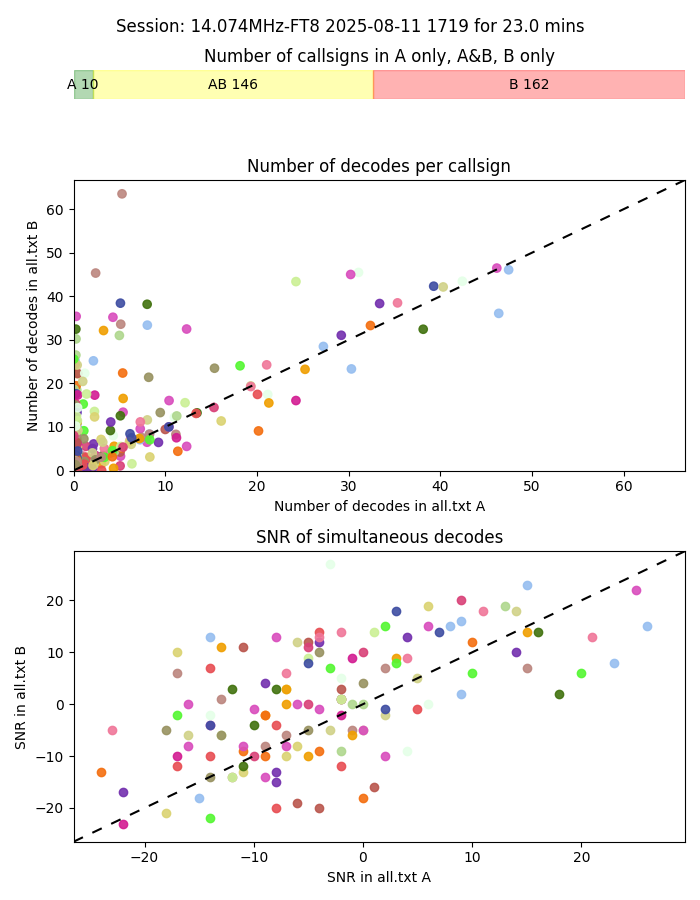 Session: 14.074MHz-FT8 2025-08-11 1719 for 23.0 mins
Number of callsigns in A only, A&B, B only
A 10 AB 146 B 162
Number of decodes per callsign
60
50
40
30
20
10
0
Number of decodes in all.txt B
0 10 20 30 40 50 60
Number of decodes in all.txt A
SNR of simultaneous decodes
20
10
0
−10
−20
SNR in all.txt B
−20 −10 0 10 20
SNR in all.txt A